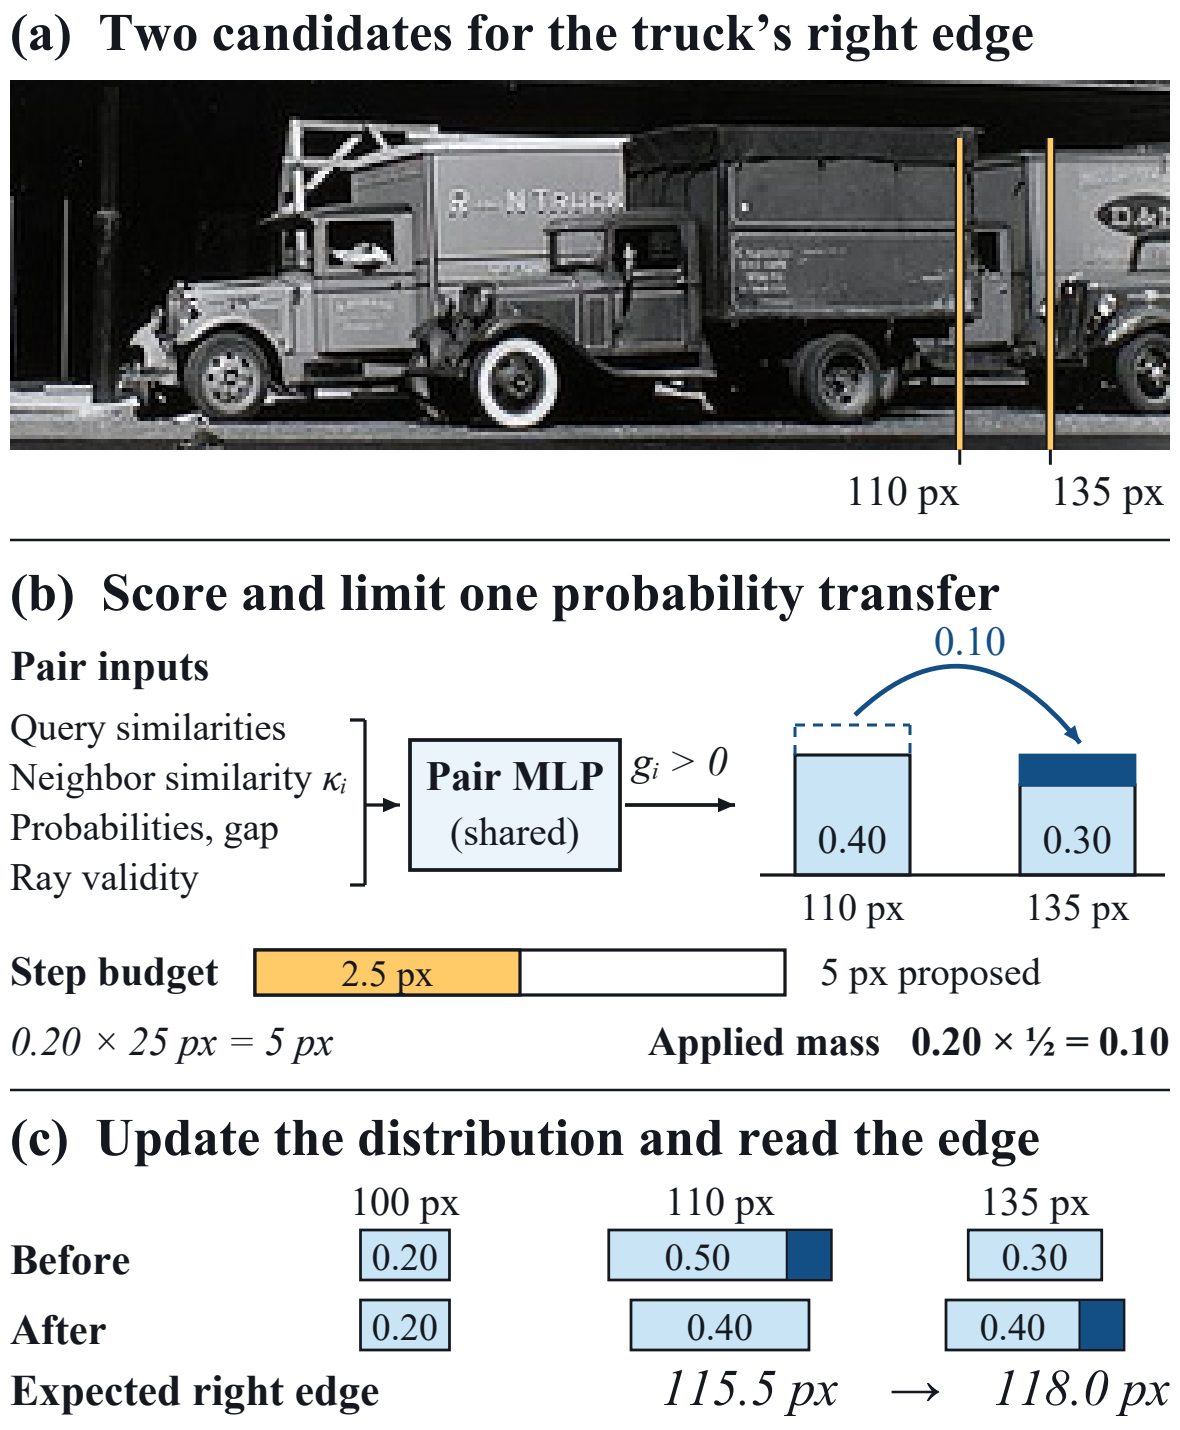 (a) Two candidates for the truck’s right edge
D&
110 px 135 px
(b) Score and limit one probability transfer
Pair inputs
Query similarities
Neighbor similarity κᵢ
Probabilities, gap
Ray validity
Pair MLP
(shared)
gᵢ > 0
0.10
0.40 0.30
110 px 135 px
Step budget 2.5 px 5 px proposed
0.20 × 25 px = 5 px Applied mass 0.20 × ½ = 0.10
(c) Update the distribution and read the edge
100 px 110 px 135 px
Before 0.20 0.50 0.30
After 0.20 0.40 0.40
Expected right edge 115.5 px → 118.0 px